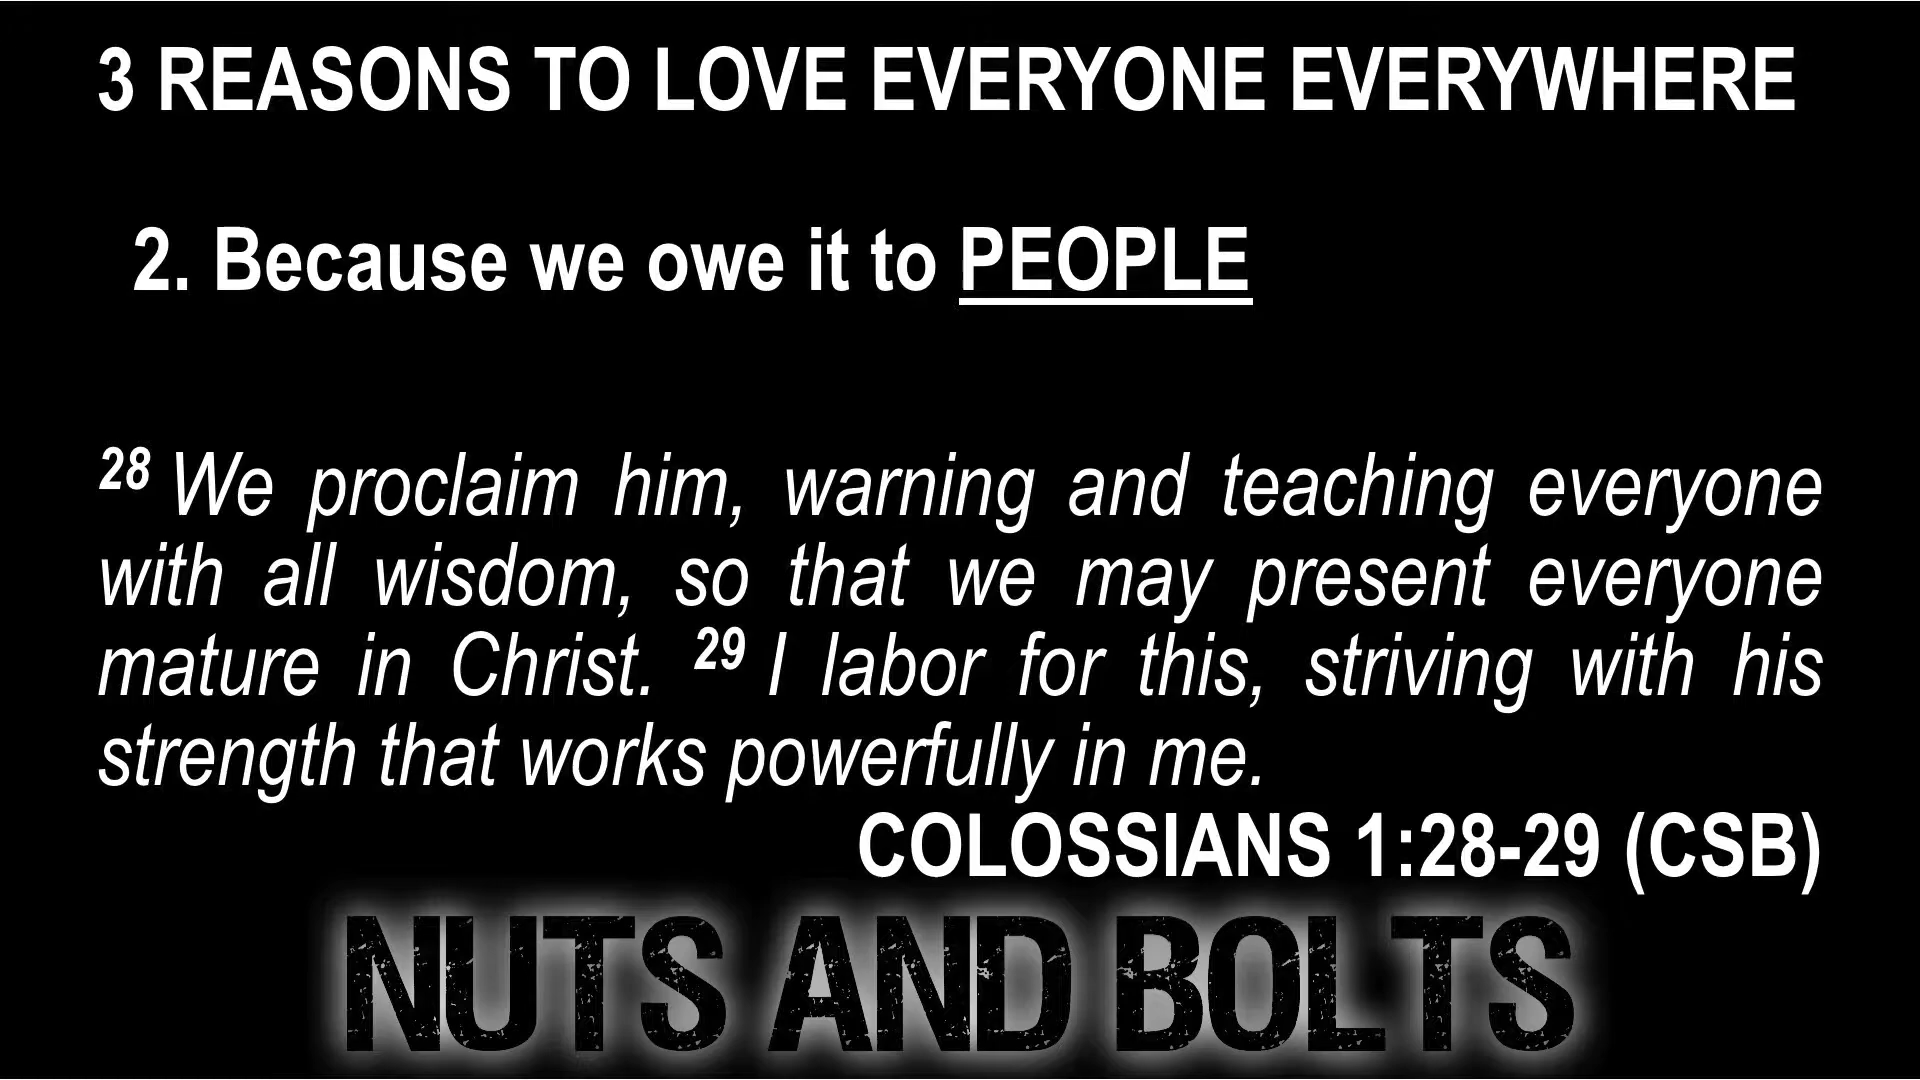 3 REASONS TO LOVE EVERYONE EVERYWHERE
2. Because we owe it to PEOPLE
28 We proclaim him, warning and teaching everyone
with all wisdom, so that we may present everyone
mature in Christ. 29 I labor for this, striving with his
strength that works powerfully in me.
COLOSSIANS 1:28-29 (CSB)
NUTS AND BOLTS